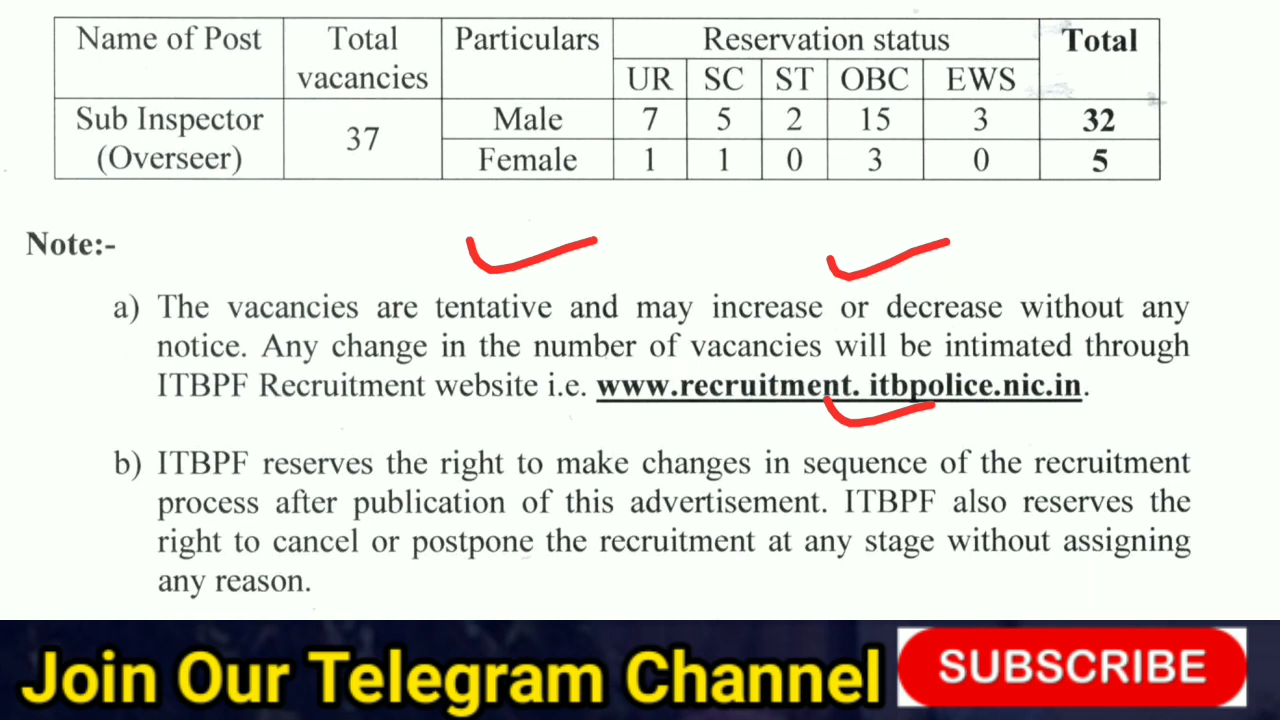 Name of Post Total vacancies Particulars Reservation status Total
UR SC ST OBC EWS
Sub Inspector (Overseer) 37 Male 7 5 2 15 3 32
Female 1 1 0 3 0 5
Note:-
a) The vacancies are tentative and may increase or decrease without any
notice. Any change in the number of vacancies will be intimated through
ITBPF Recruitment website i.e. www.recruitment. itbpolice.nic.in.
b) ITBPF reserves the right to make changes in sequence of the recruitment
process after publication of this advertisement. ITBPF also reserves the
right to cancel or postpone the recruitment at any stage without assigning
any reason.
Join Our Telegram Channel SUBSCRIBE